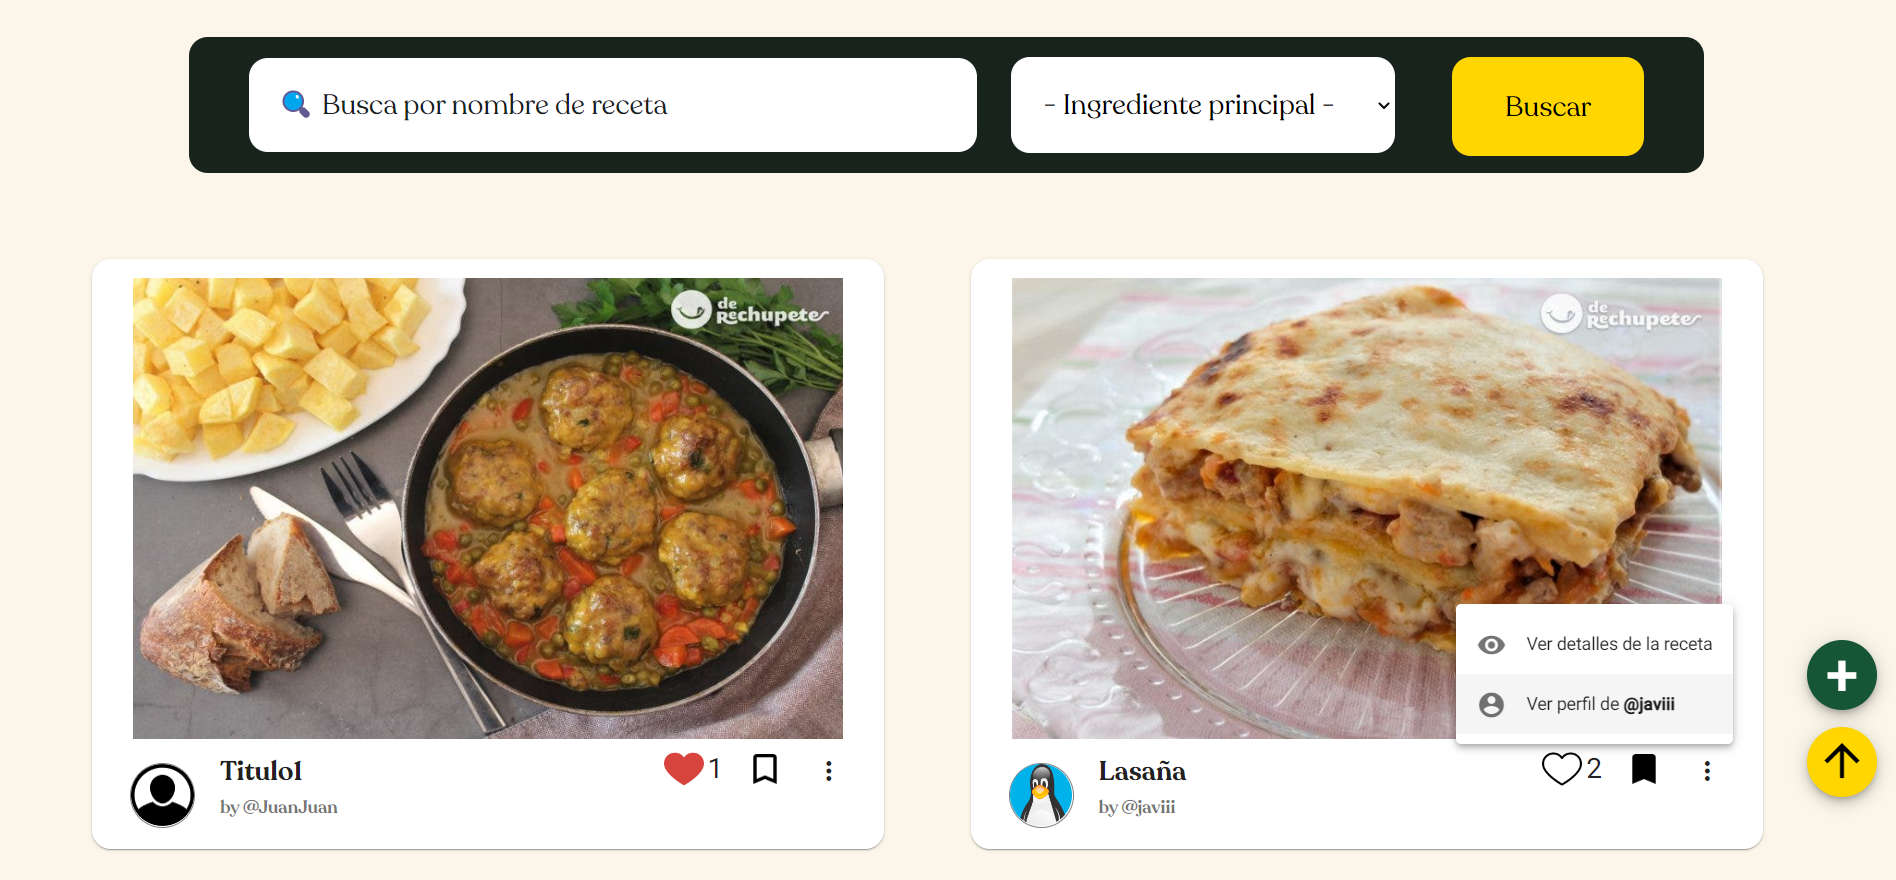 Busca por nombre de receta
- Ingrediente principal -
Buscar
de
Rechupete
de
Rechupete
Ver detalles de la receta
Ver perfil de @javiii
Titulo1
by @JuanJuan
1
Lasaña
by @javiii
2